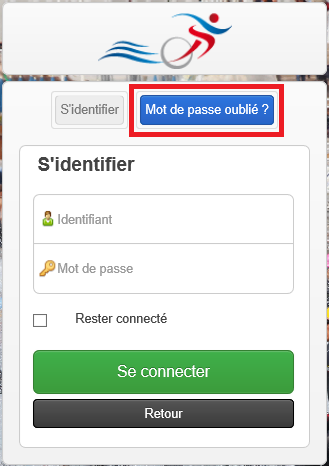 S'identifier
Mot de passe oublié ?
S'identifier
Identifiant
Mot de passe
Rester connecté
Se connecter
Retour